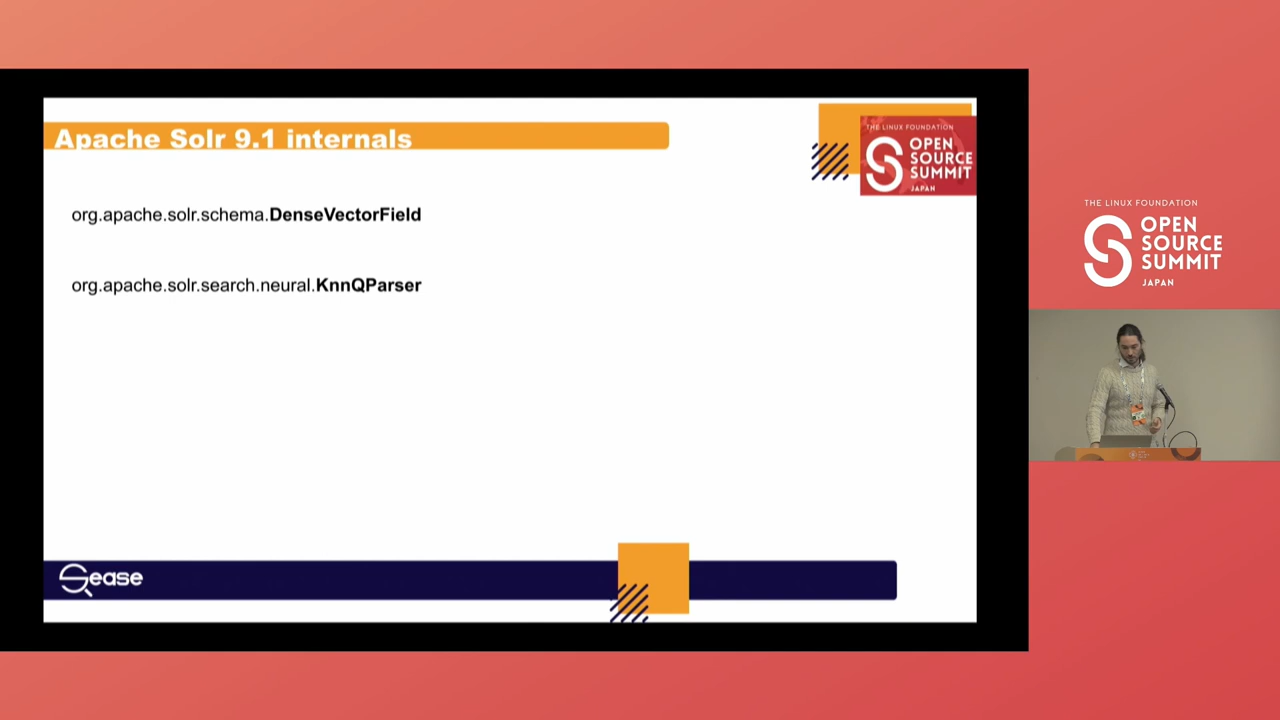 Apache Solr 9.1 internals
THE LINUX FOUNDATION
OPEN
SOURCE
SUMMIT
JAPAN
org.apache.solr.schema.DenseVectorField
org.apache.solr.search.neural.KnnQParser
Sease
THE LINUX FOUNDATION
OPEN
SOURCE
SUMMIT
JAPAN